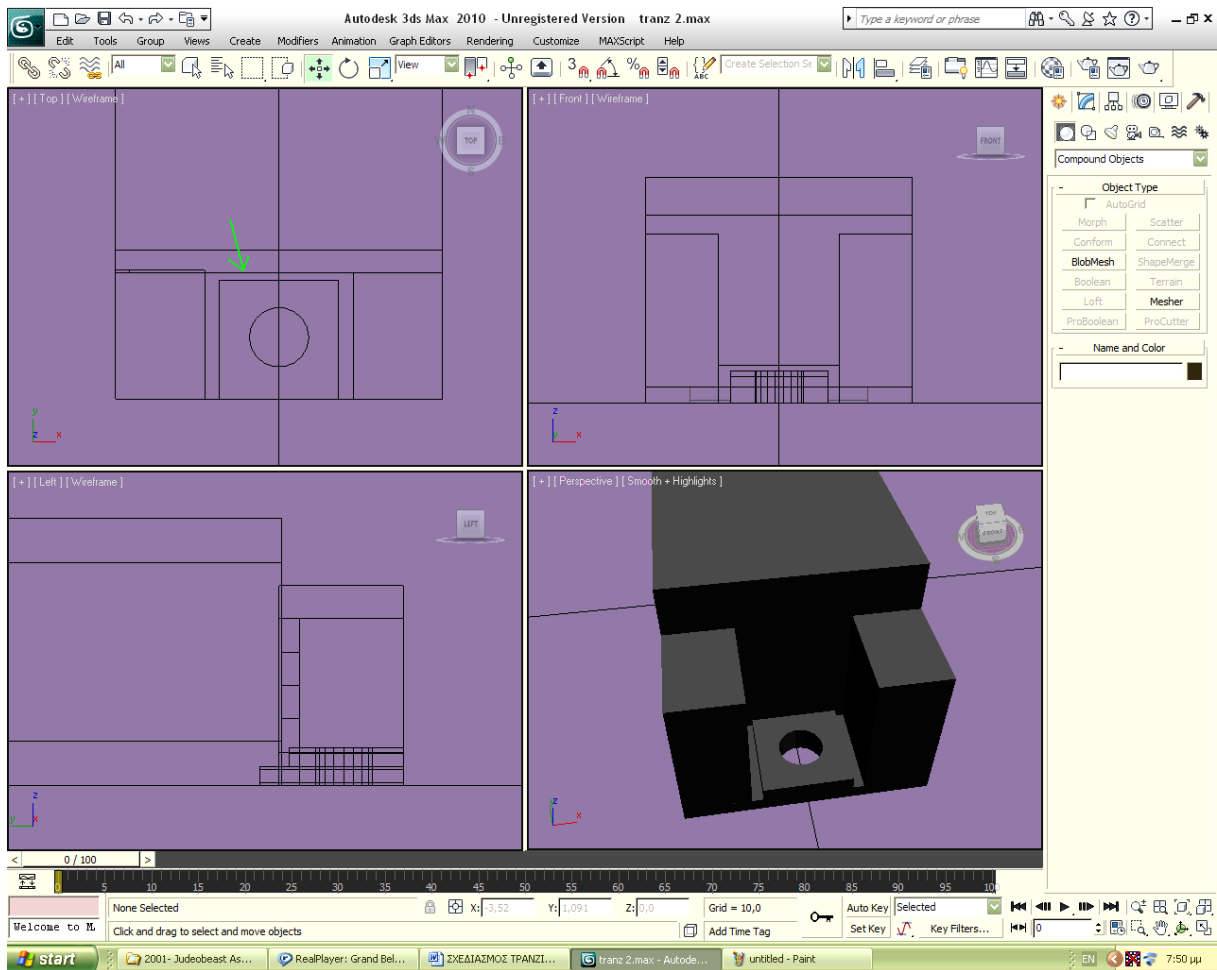 Autodesk 3ds Max 2010 - Unregistered Version tranz 2.max
Type a keyword or phrase
Edit Tools Group Views Create Modifiers Animation Graph Editors Rendering Customize MAXScript Help
All View 3 % ABC Create Selection Se
[ + ] [ Top ] [ Wireframe ]
N
W TOP E
S
y
z x
[ + ] [ Front ] [ Wireframe ]
FRONT
z
y x
[ + ] [ Left ] [ Wireframe ]
LEFT
z
y x
[ + ] [ Perspective ] [ Smooth + Highlights ]
TOP
FRONT
z
y x
Compound Objects
- Object Type
AutoGrid
Morph Scatter
Conform Connect
BlobMesh ShapeMerge
Boolean Terrain
Loft Mesher
ProBoolean ProCutter
- Name and Color
< 0 / 100 >
0 5 10 15 20 25 30 35 40 45 50 55 60 65 70 75 80 85 90 95 100
None Selected X: -3,52 Y: 1,091 Z: 0,0 Grid = 10,0 Auto Key Selected
Welcome to M Click and drag to select and move objects Add Time Tag Set Key Key Filters... 0
start 2001- Judeobeast As... RealPlayer: Grand Bel... ΣΧΕΔΙΑΣΜΟΣ ΤΡΑΝΖΙ... tranz 2.max - Autode... untitled - Paint EN 7:50 μμ